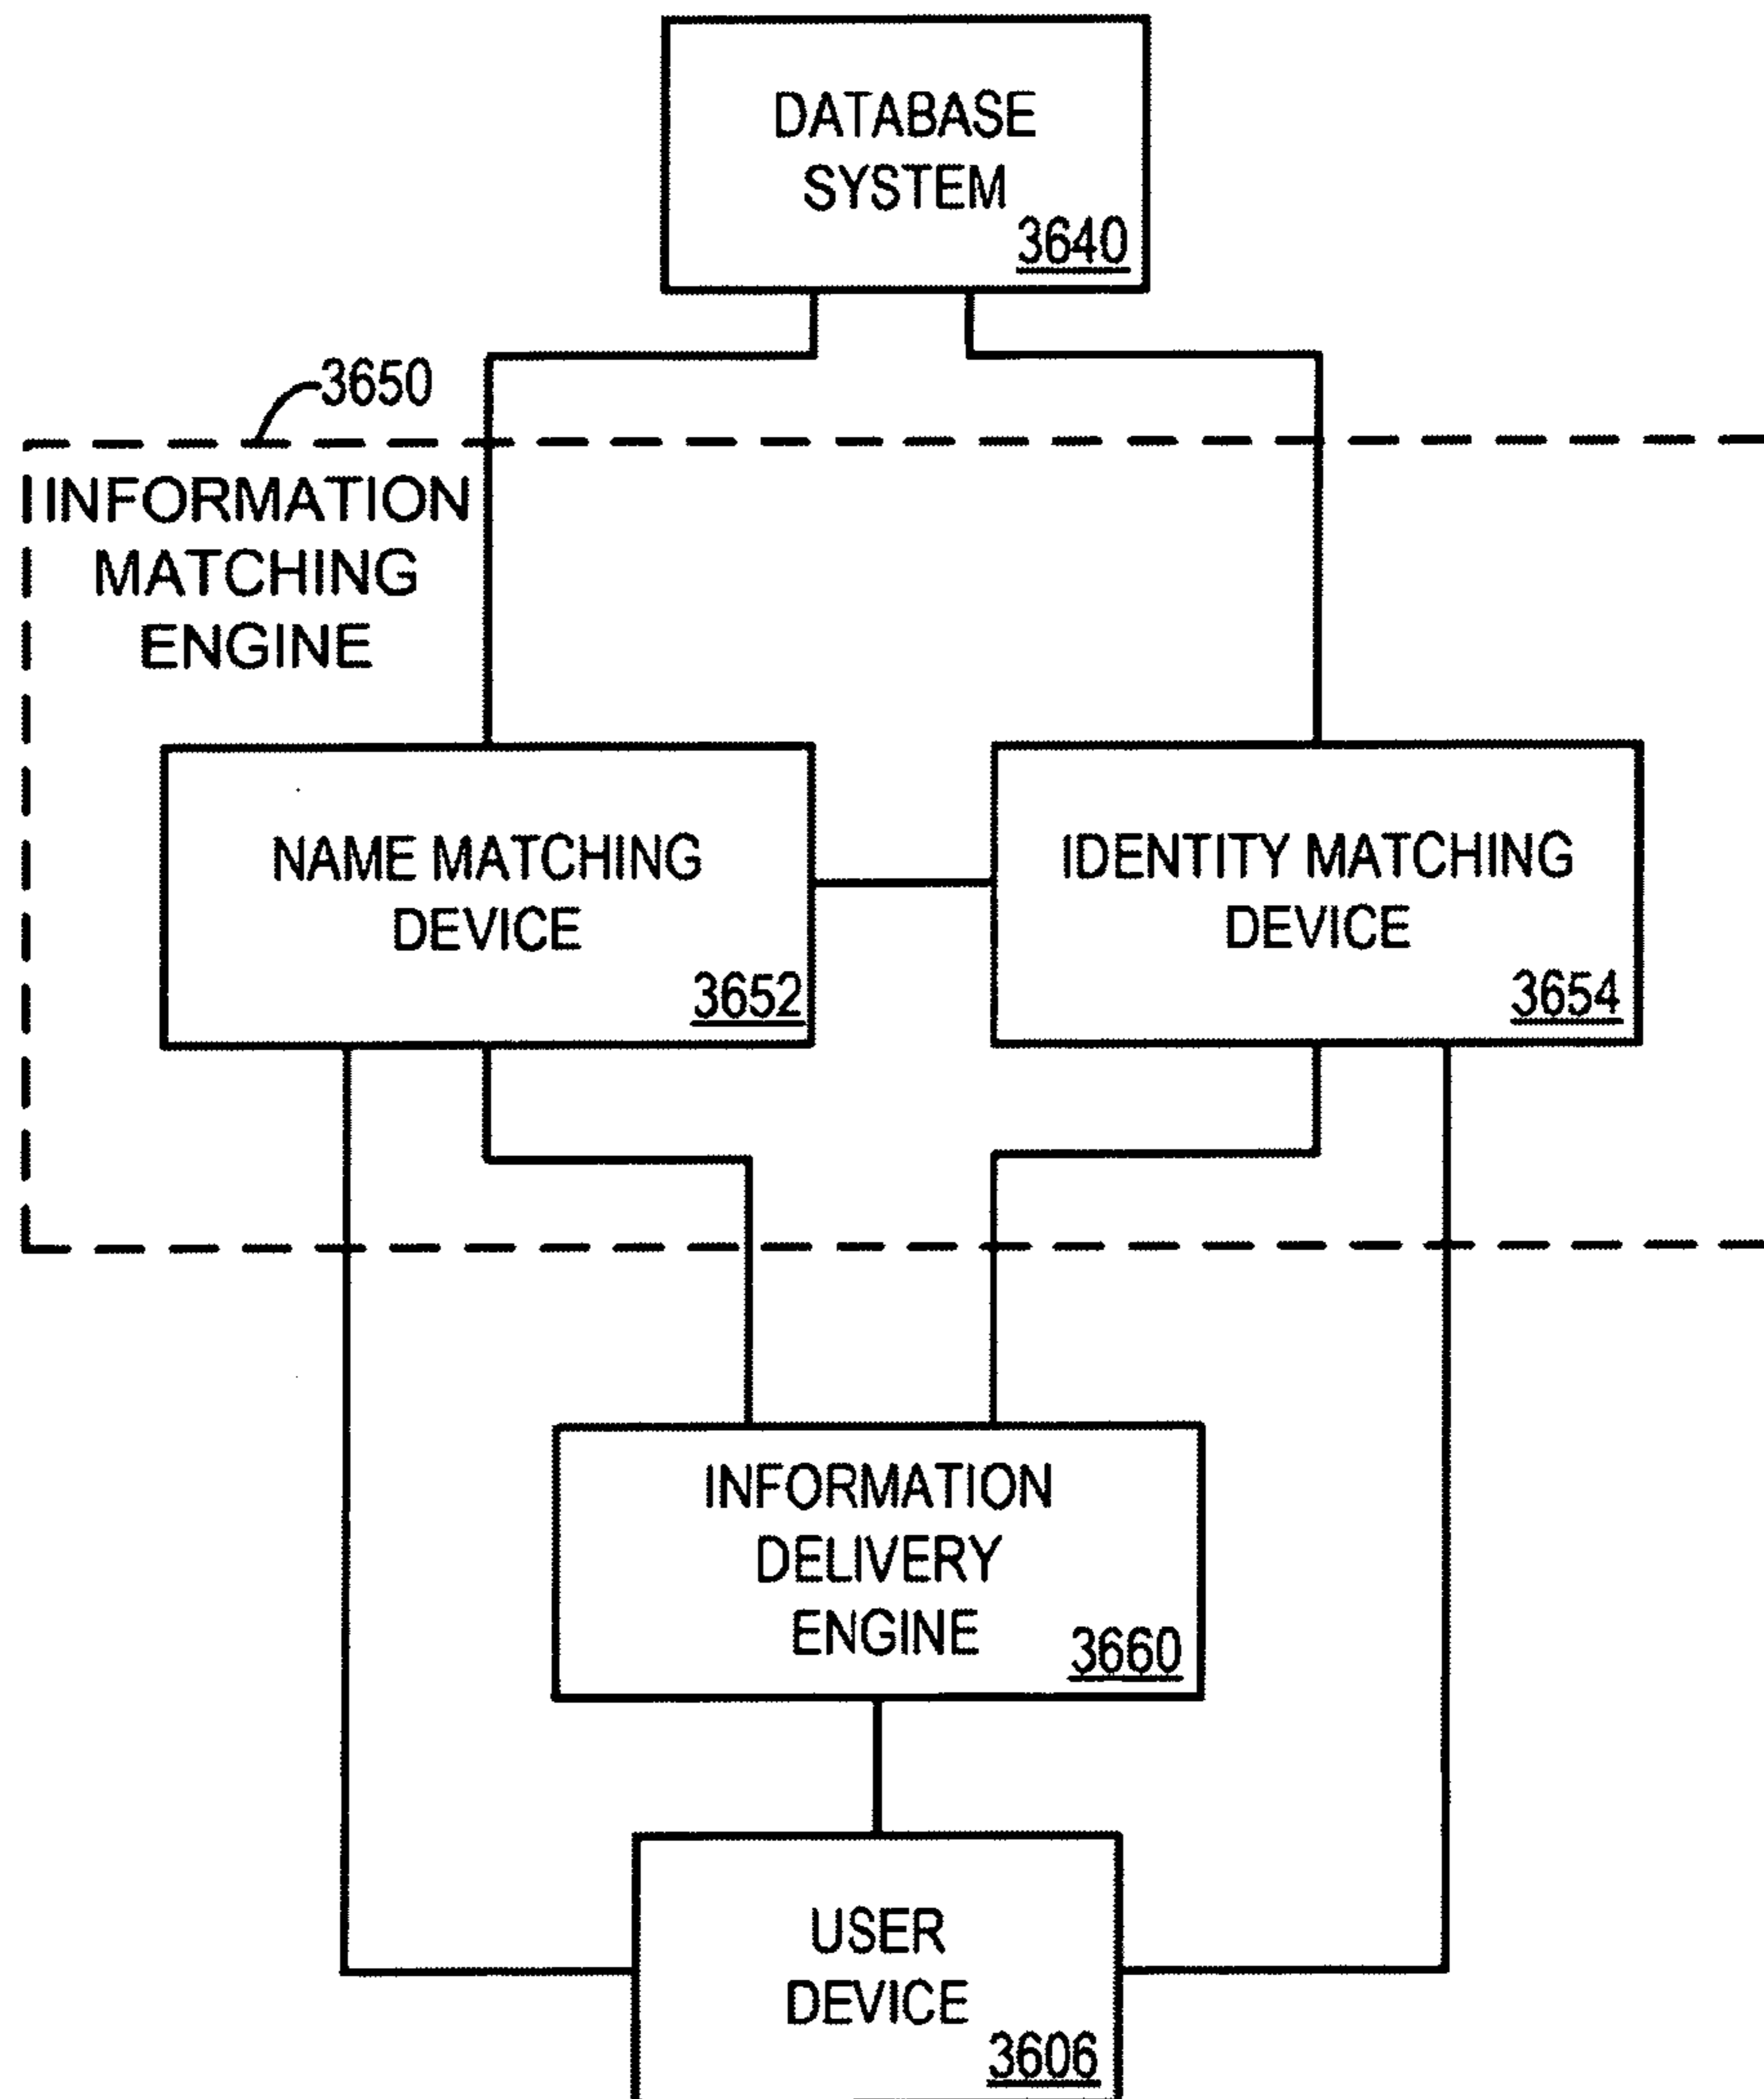 DATABASE
SYSTEM
3640
3650
INFORMATION
MATCHING
ENGINE
NAME MATCHING
DEVICE
3652
IDENTITY MATCHING
DEVICE
3654
INFORMATION
DELIVERY
ENGINE
3660
USER
DEVICE
3606